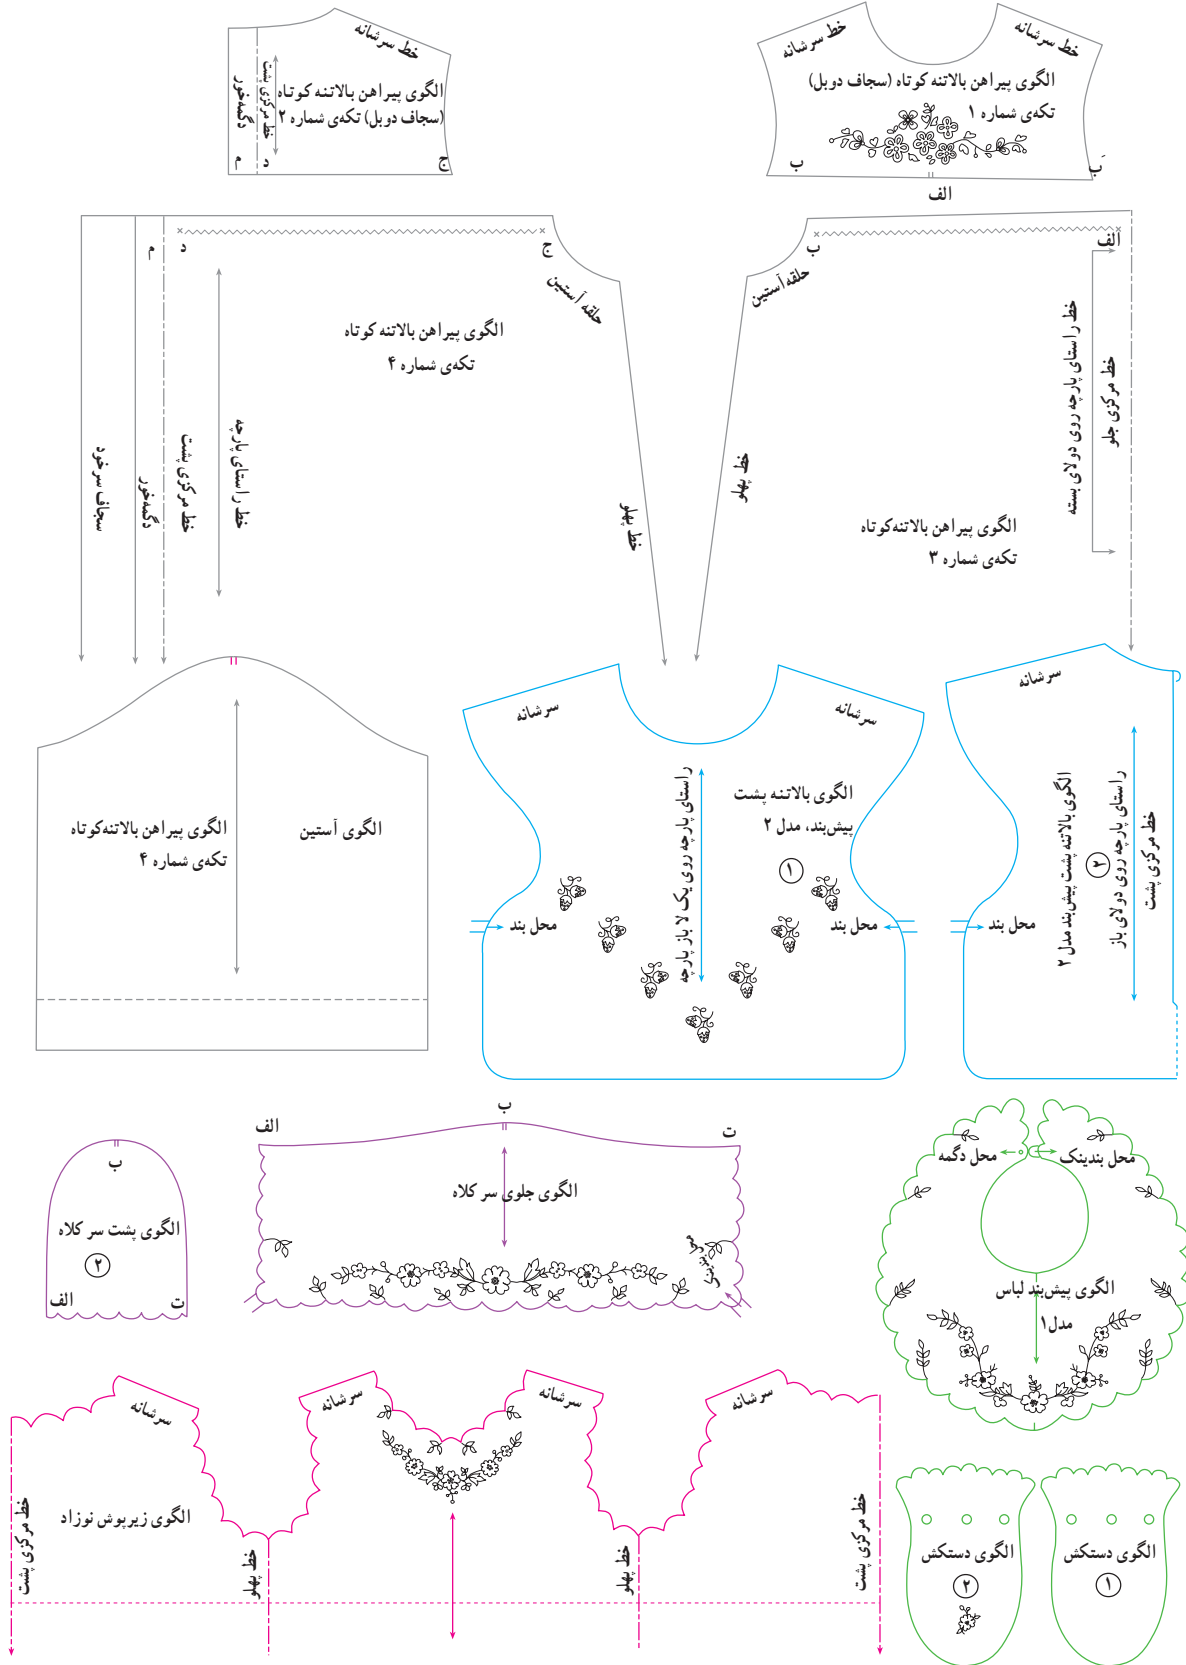 خط سرشانه
خط سرشانه
الگوی پیراهن بالاتنه کوتاه (سجاف دوبل)
تکه‌ی شماره ۱
ب
ب
الف
خط سرشانه
الگوی پیراهن بالاتنه کوتاه
(سجاف دوبل) تکه‌ی شماره ۲
خط مرکزی پشت
دگمه‌خور
ج
د
م
الف
ب
حلقه آستین
خط مرکزی جلو
خط راستای پارچه روی دولای بسته
خط پهلو
الگوی پیراهن بالاتنه‌کوتاه
تکه‌ی شماره ۳
ج
د
م
حلقه آستین
الگوی پیراهن بالاتنه کوتاه
تکه‌ی شماره ۴
خط پهلو
خط راستای پارچه
خط مرکزی پشت
دگمه‌خور
سجاف سرخود
سرشانه
خط مرکزی پشت
راستای پارچه روی دولای باز
۲
الگوی بالاتنه پشت پیش‌بند مدل ۲
محل بند
سرشانه
سرشانه
الگوی بالاتنه پشت
پیش‌بند، مدل ۲
۱
راستای پارچه روی یک لا باز پارچه
محل بند
محل بند
الگوی آستین
الگوی پیراهن بالاتنه‌کوتاه
تکه‌ی شماره ۴
محل بندینک
محل دگمه
الگوی پیش‌بند لباس
مدل۱
ب
ت
الف
الگوی جلوی سر کلاه
محل بندینک
ب
الگوی پشت سر کلاه
۲
ت
الف
سرشانه
سرشانه
سرشانه
سرشانه
خط مرکزی پشت
خط پهلو
خط پهلو
الگوی زیرپوش نوزاد
خط مرکزی پشت
الگوی دستکش
۱
الگوی دستکش
۲